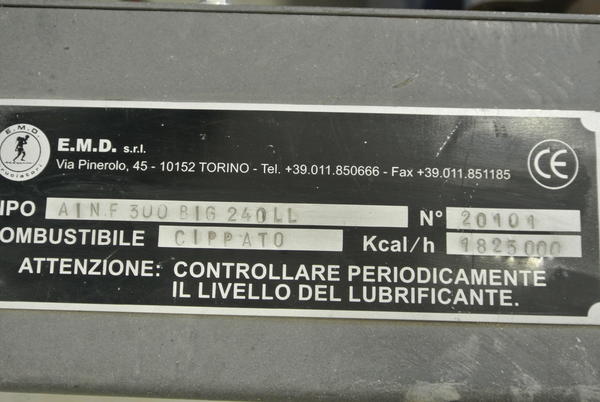 E.M.D.
E.M.D. s.r.l.
Via Pinerolo, 45 - 10152 TORINO - Tel. +39.011.850666 - Fax +39.011.851185
CE
IPO AIN.F 300 BIG 240LL N° 20101
OMBUSTIBILE CIPPATO Kcal/h 1825000
ATTENZIONE: CONTROLLARE PERIODICAMENTE
IL LIVELLO DEL LUBRIFICANTE.